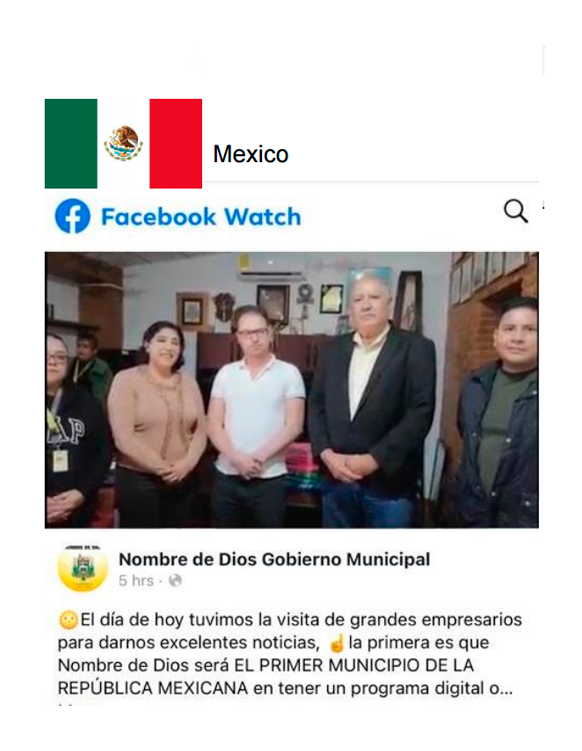 Mexico
Facebook Watch
AP
Nombre de Dios Gobierno Municipal
5 hrs ·
😶El día de hoy tuvimos la visita de grandes empresarios
para darnos excelentes noticias, ☝la primera es que
Nombre de Dios será EL PRIMER MUNICIPIO DE LA
REPÚBLICA MEXICANA en tener un programa digital o...